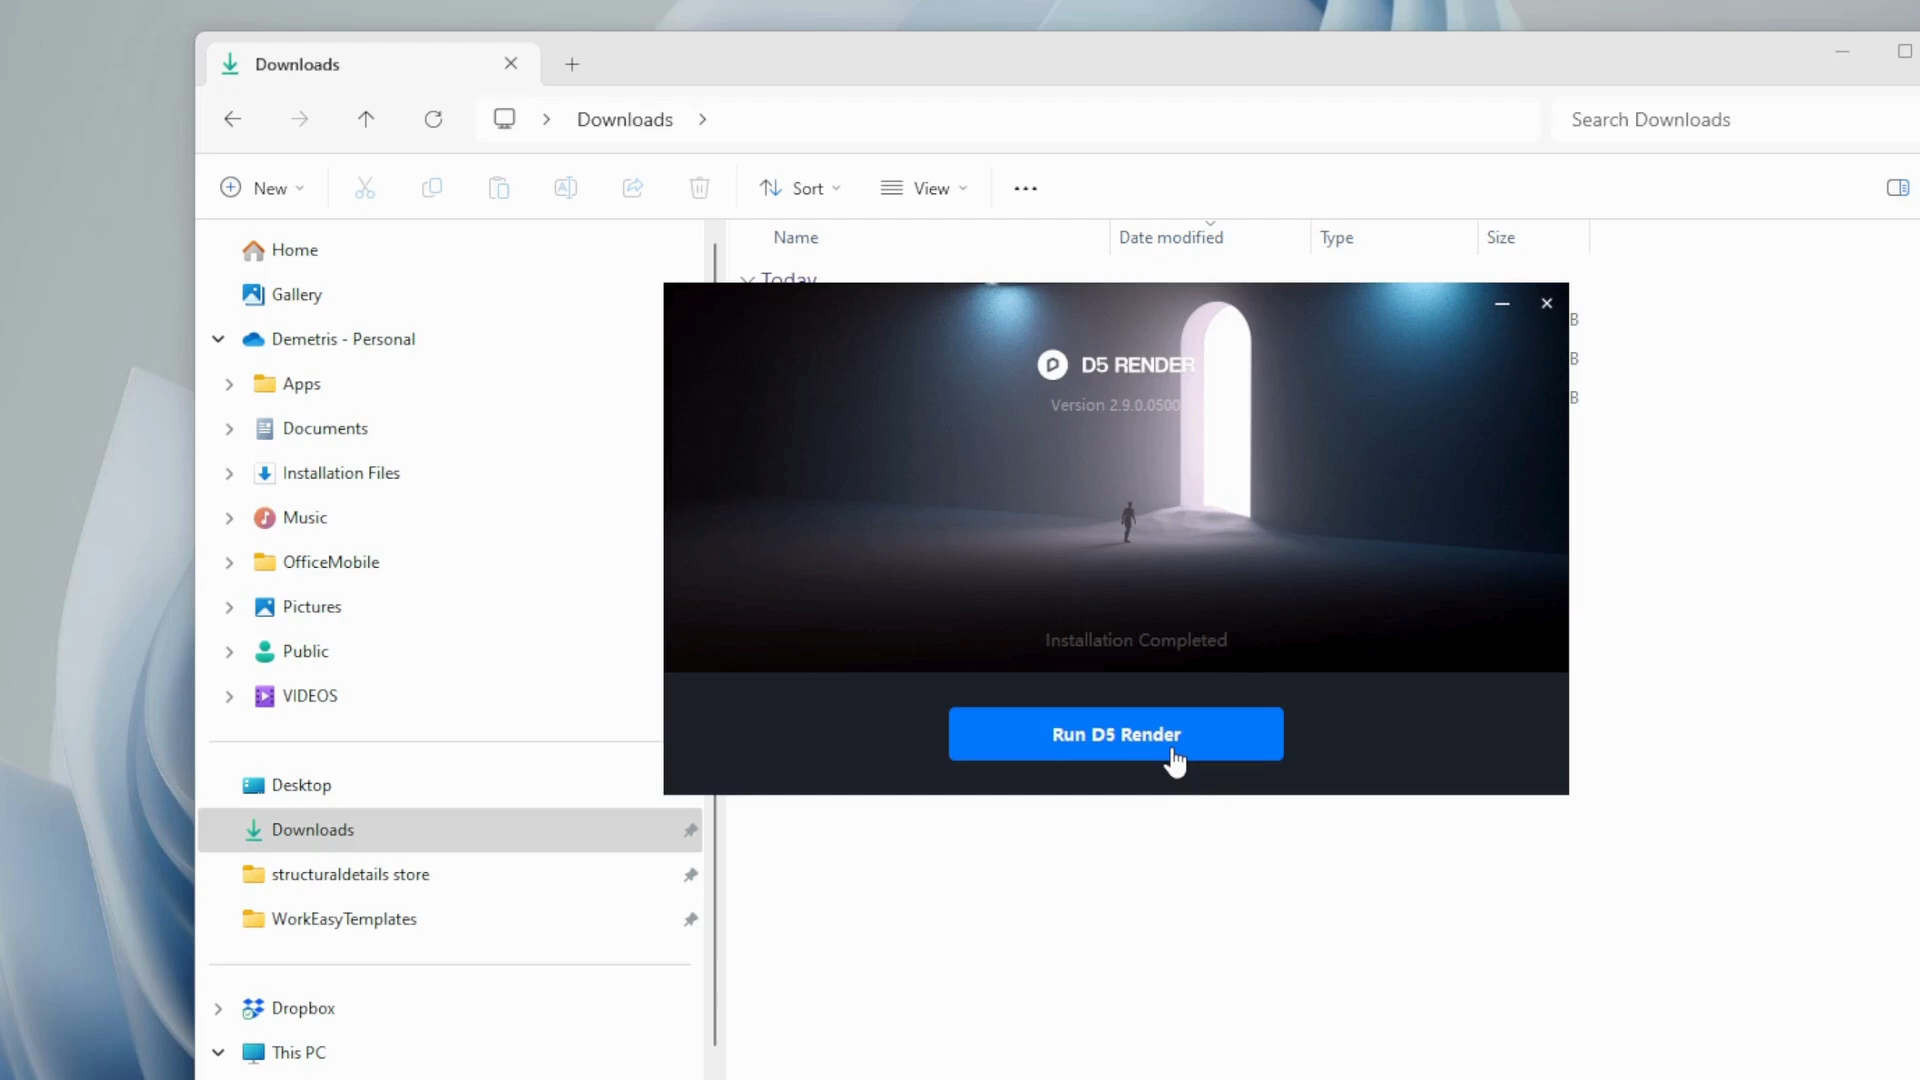 Downloads
Downloads
Search Downloads
New
Sort
View
Name
Date modified
Type
Size
Today
Home
Gallery
Demetris - Personal
Apps
Documents
Installation Files
Music
OfficeMobile
Pictures
Public
VIDEOS
Desktop
Downloads
structuraldetails store
WorkEasyTemplates
Dropbox
This PC
B
B
B
D5 RENDER
Version 2.9.0.0500
Installation Completed
Run D5 Render